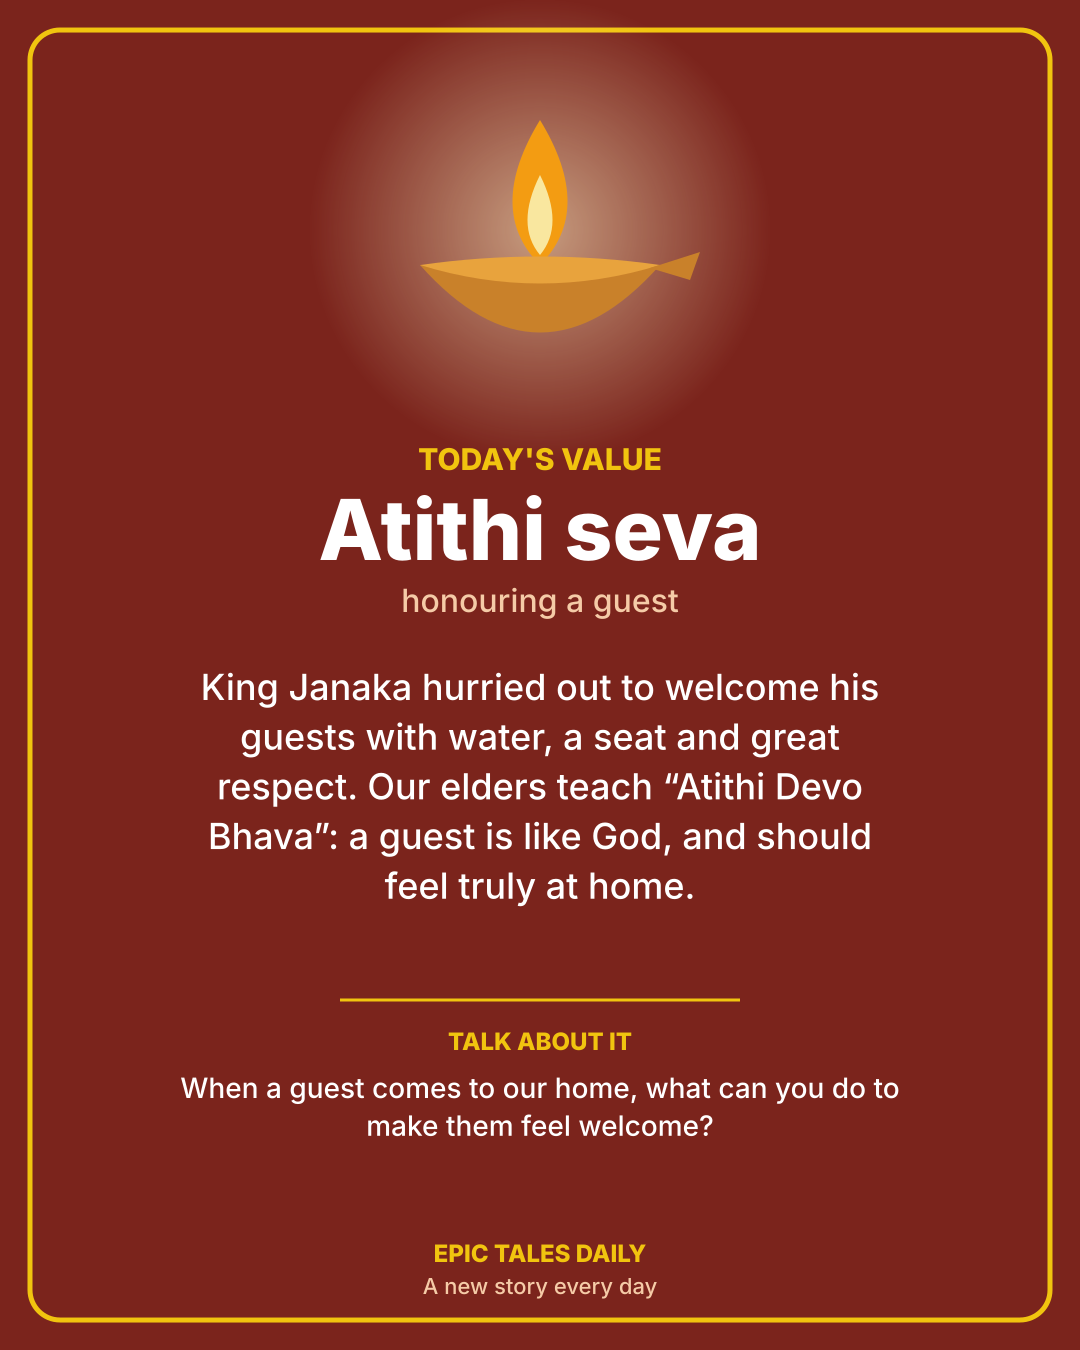 TODAY'S VALUE
Atithi seva
honouring a guest
King Janaka hurried out to welcome his
guests with water, a seat and great
respect. Our elders teach “Atithi Devo
Bhava”: a guest is like God, and should
feel truly at home.
TALK ABOUT IT
When a guest comes to our home, what can you do to
make them feel welcome?
EPIC TALES DAILY
A new story every day